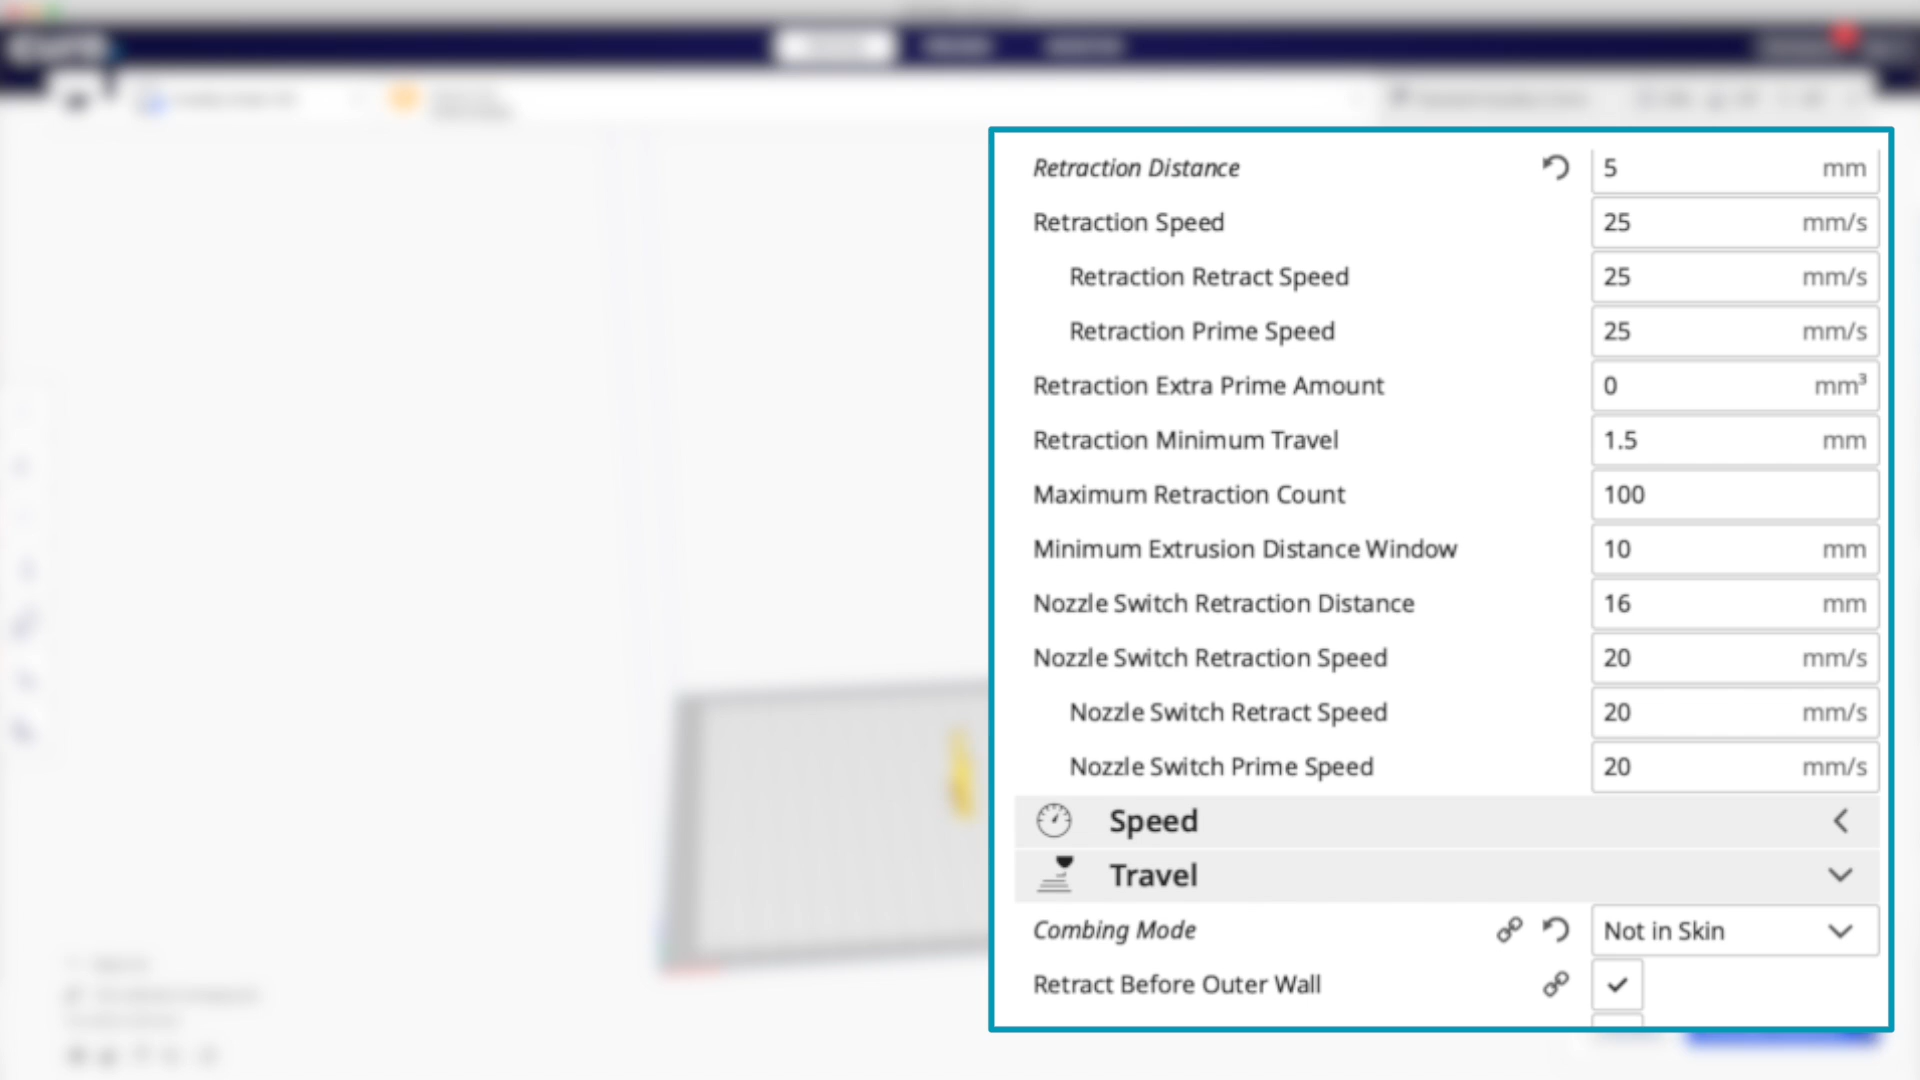 Retraction Distance 5 mm
Retraction Speed 25 mm/s
Retraction Retract Speed 25 mm/s
Retraction Prime Speed 25 mm/s
Retraction Extra Prime Amount 0 mm³
Retraction Minimum Travel 1.5 mm
Maximum Retraction Count 100
Minimum Extrusion Distance Window 10 mm
Nozzle Switch Retraction Distance 16 mm
Nozzle Switch Retraction Speed 20 mm/s
Nozzle Switch Retract Speed 20 mm/s
Nozzle Switch Prime Speed 20 mm/s
Speed
Travel
Combing Mode Not in Skin
Retract Before Outer Wall